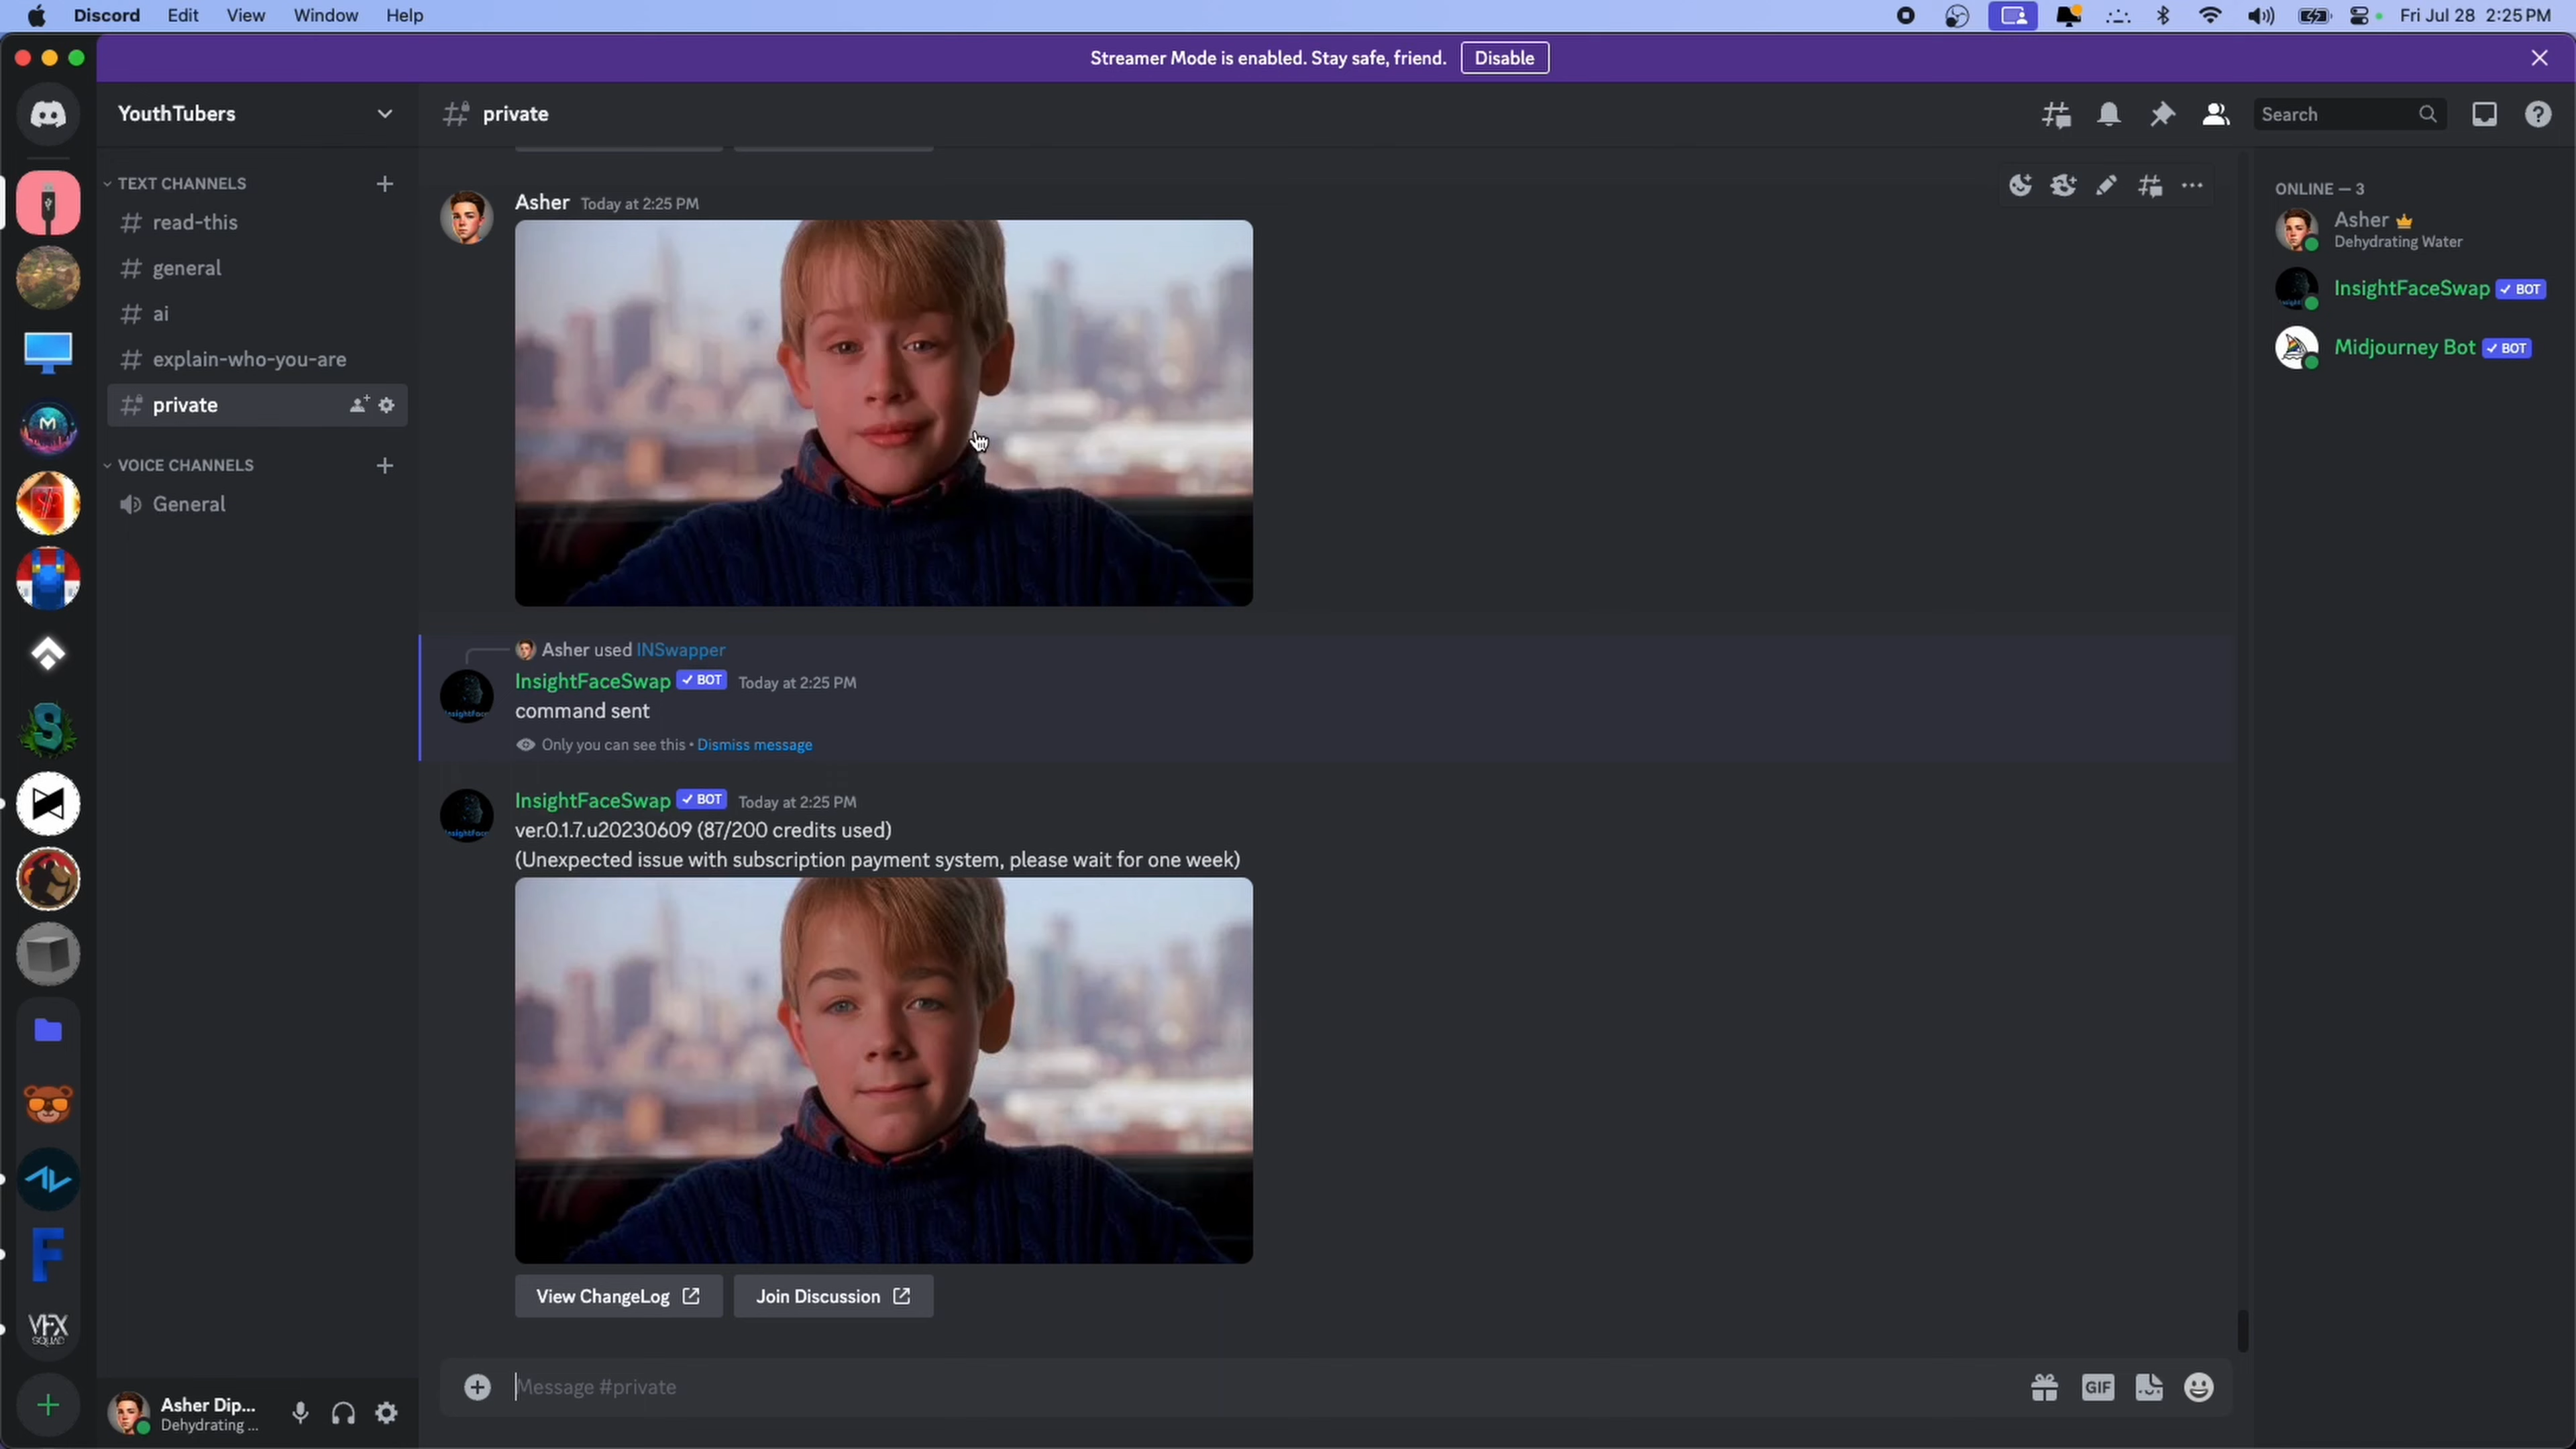 Discord Edit View Window Help
Fri Jul 28 2:25 PM
Streamer Mode is enabled. Stay safe, friend. Disable
YouthTubers
private
Search
TEXT CHANNELS
read-this
general
ai
explain-who-you-are
private
VOICE CHANNELS
General
Asher Dip...
Dehydrating ...
Asher Today at 2:25 PM
Asher used INSwapper
InsightFaceSwap BOT Today at 2:25 PM
command sent
Only you can see this • Dismiss message
InsightFaceSwap BOT Today at 2:25 PM
ver.0.1.7.u20230609 (87/200 credits used)
(Unexpected issue with subscription payment system, please wait for one week)
View ChangeLog
Join Discussion
Message #private
GIF
ONLINE — 3
Asher
Dehydrating Water
InsightFaceSwap BOT
Midjourney Bot BOT
M
S
F
VFX
SQUAD